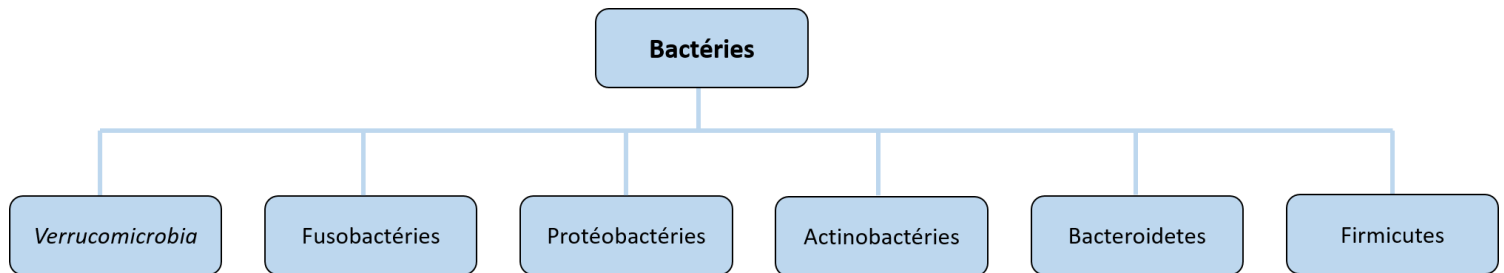 Bactéries
Verrucomicrobia
Fusobactéries
Protéobactéries
Actinobactéries
Bacteroidetes
Firmicutes